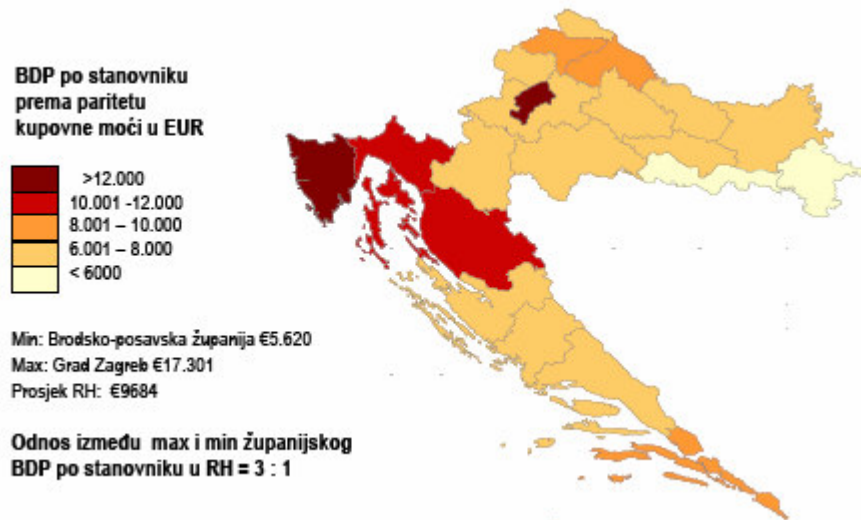 BDP po stanovniku
prema paritetu
kupovne moći u EUR
>12.000
10.001 -12.000
8.001 – 10.000
6.001 – 8.000
< 6000
Min: Brodsko-posavska županija €5.620
Max: Grad Zagreb €17.301
Prosjek RH: €9684
Odnos između max i min županijskog
BDP po stanovniku u RH = 3 : 1